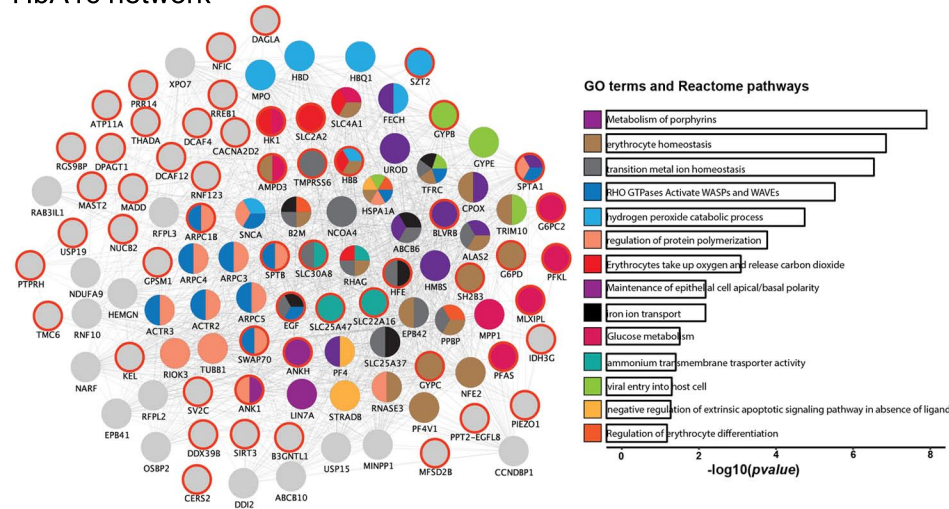 HbA1c network
DAGLA
NFIC
XPO7
HBD
HBQ1
SZT2
MPO
PRR14
RREB1
ATP11A
THADA
DCAF4
CACNA2D2
HK1
SLC2A2
SLC4A1
FECH
GYPB
GYPE
RGS9BP
DPAGT1
DCAF12
RNF123
AMPD3
TMPRSS6
HBB
UROD
TFRC
SPTA1
RAB3IL1
MAST2
MADD
HSPA1A
CPOX
RFPL3
ARPC1B
SNCA
B2M
NCOA4
ABCB6
BLVRB
ALAS2
TRIM10
G6PC2
USP19
NUCB2
PTPRH
NDUFA9
GPSM1
ARPC4
ARPC3
SPTB
SLC30A8
RHAG
HFE
HMBS
SH2B3
G6PD
PFKL
HEMGN
TMC6
RNF10
ACTR3
ACTR2
ARPC5
EGF
SLC25A47
SLC22A16
EPB42
PPBP
MPP1
MLXIPL
IDH3G
NARF
KEL
RIOK3
TUBB1
SWAP70
ANKH
PF4
SLC25A37
GYPC
NFE2
PFAS
RFPL2
SV2C
ANK1
LIN7A
STRADB
RNASE3
PF4V1
EPB41
PPT2-EGFL8
PIEZO1
OSBP2
DDX39B
SIRT3
B3GNTL1
USP15
MINPP1
MFSD2B
CCNDBP1
CERS2
DDI2
ABCB10
GO terms and Reactome pathways
Metabolism of porphyrins
erythrocyte homeostasis
transition metal ion homeostasis
RHO GTPases Activate WASPs and WAVEs
hydrogen peroxide catabolic process
regulation of protein polymerization
Erythrocytes take up oxygen and release carbon dioxide
Maintenance of epithelial cell apical/basal polarity
iron ion transport
Glucose metabolism
ammonium transmembrane trasporter activity
viral entry into host cell
negative regulation of extrinsic apoptotic signaling pathway in absence of ligand
Regulation of erythrocyte differentiation
0 2 4 6 8
-log10(pvalue)